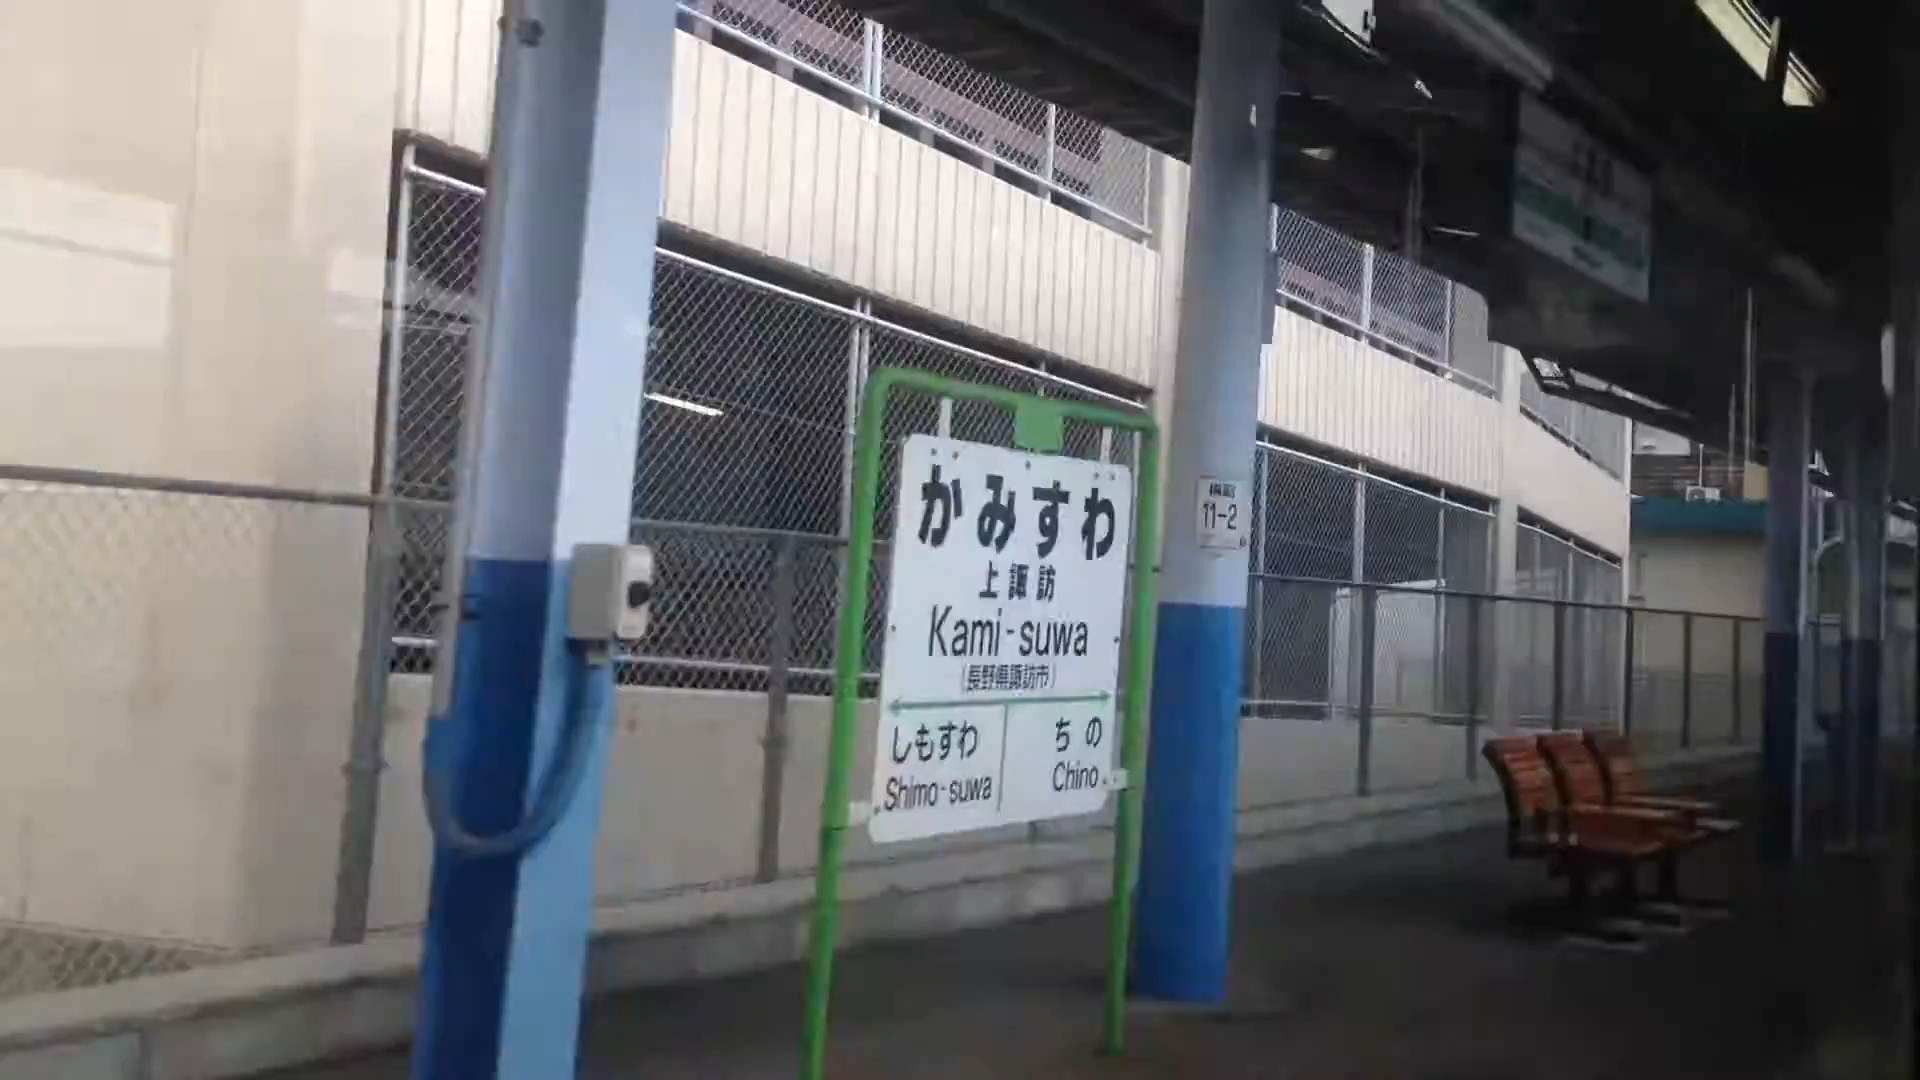 かみすわ
上諏訪
Kami-suwa
(長野県諏訪市)
しもすわ
Shimo-suwa
ちの
Chino
11-2